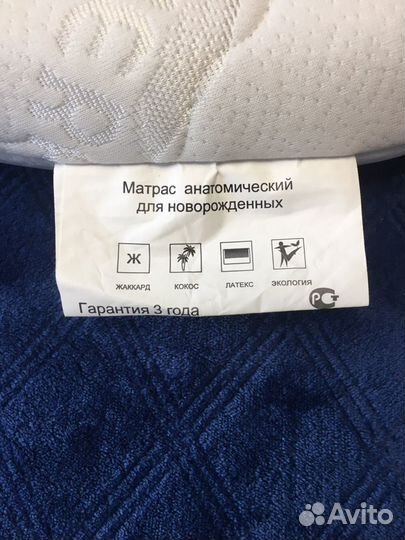 Матрас анатомический
для новорожденных
Ж
ЖАККАРД КОКОС ЛАТЕКС ЭКОЛОГИЯ
Гарантия 3 года
РСТ
Avito